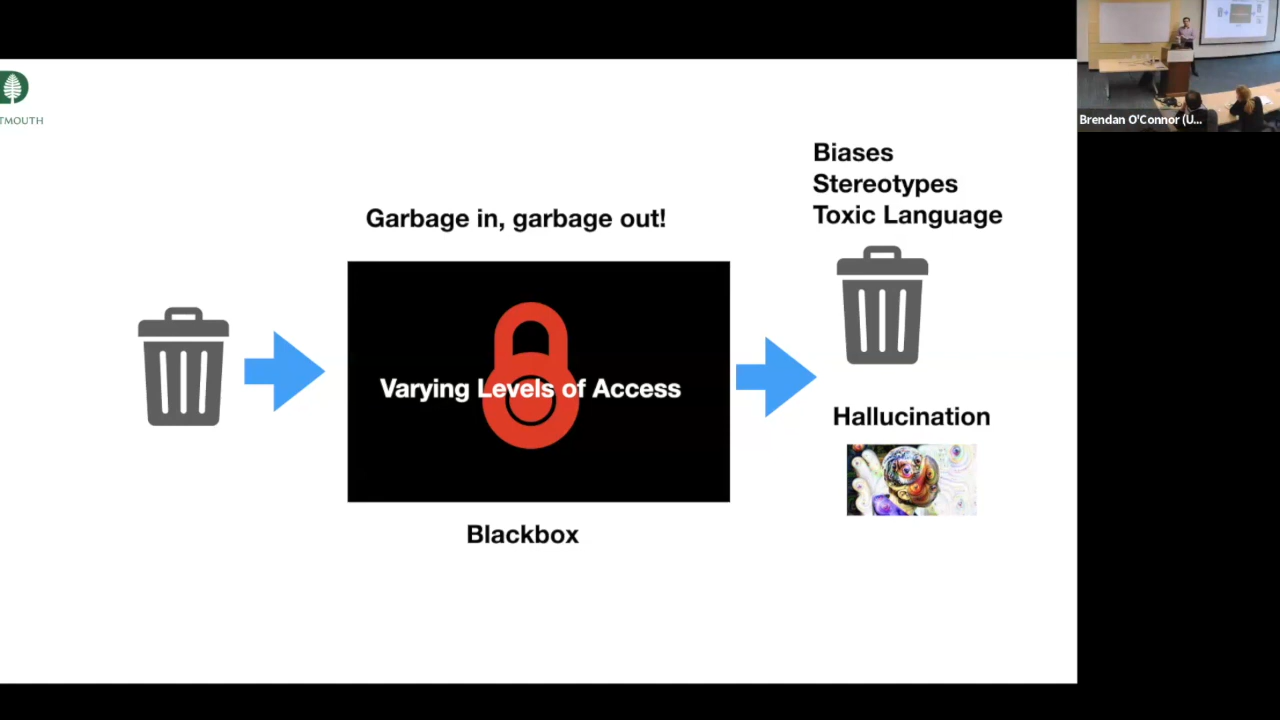 TMOUTH
Brendan O'Connor (U...
Biases
Stereotypes
Toxic Language
Garbage in, garbage out!
Varying Levels of Access
Hallucination
Blackbox